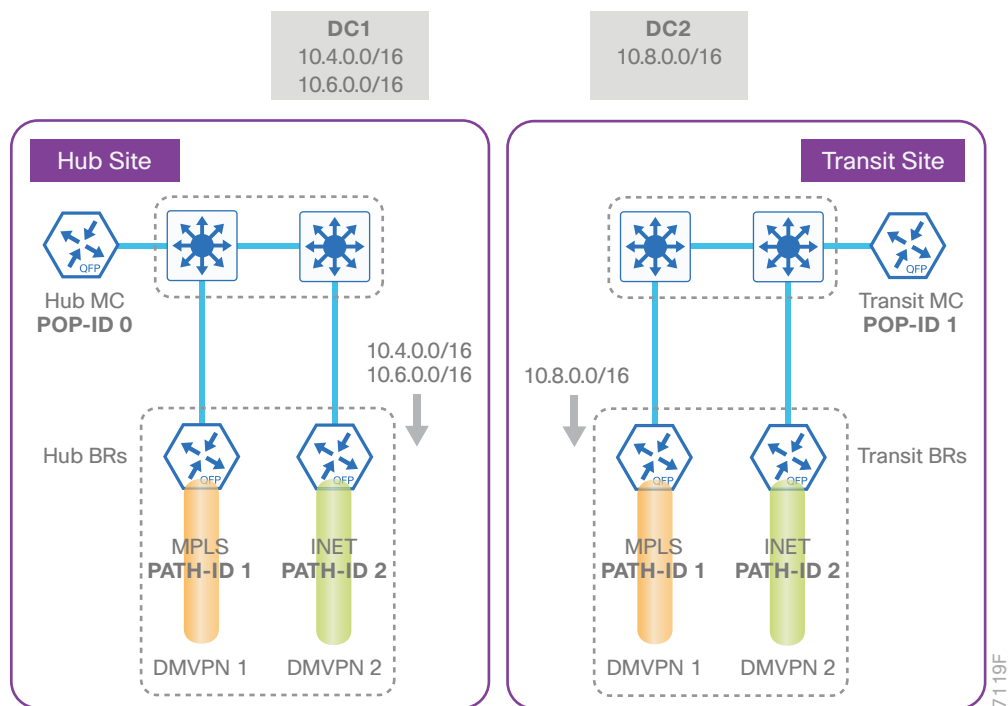 DC1
10.4.0.0/16
10.6.0.0/16
DC2
10.8.0.0/16
Hub Site
Transit Site
QFP
Hub MC
POP-ID 0
QFP
Transit MC
POP-ID 1
10.4.0.0/16
10.6.0.0/16
10.8.0.0/16
Hub BRs
QFP
QFP
QFP
QFP
Transit BRs
MPLS
PATH-ID 1
INET
PATH-ID 2
MPLS
PATH-ID 1
INET
PATH-ID 2
DMVPN 1
DMVPN 2
DMVPN 1
DMVPN 2
7119F